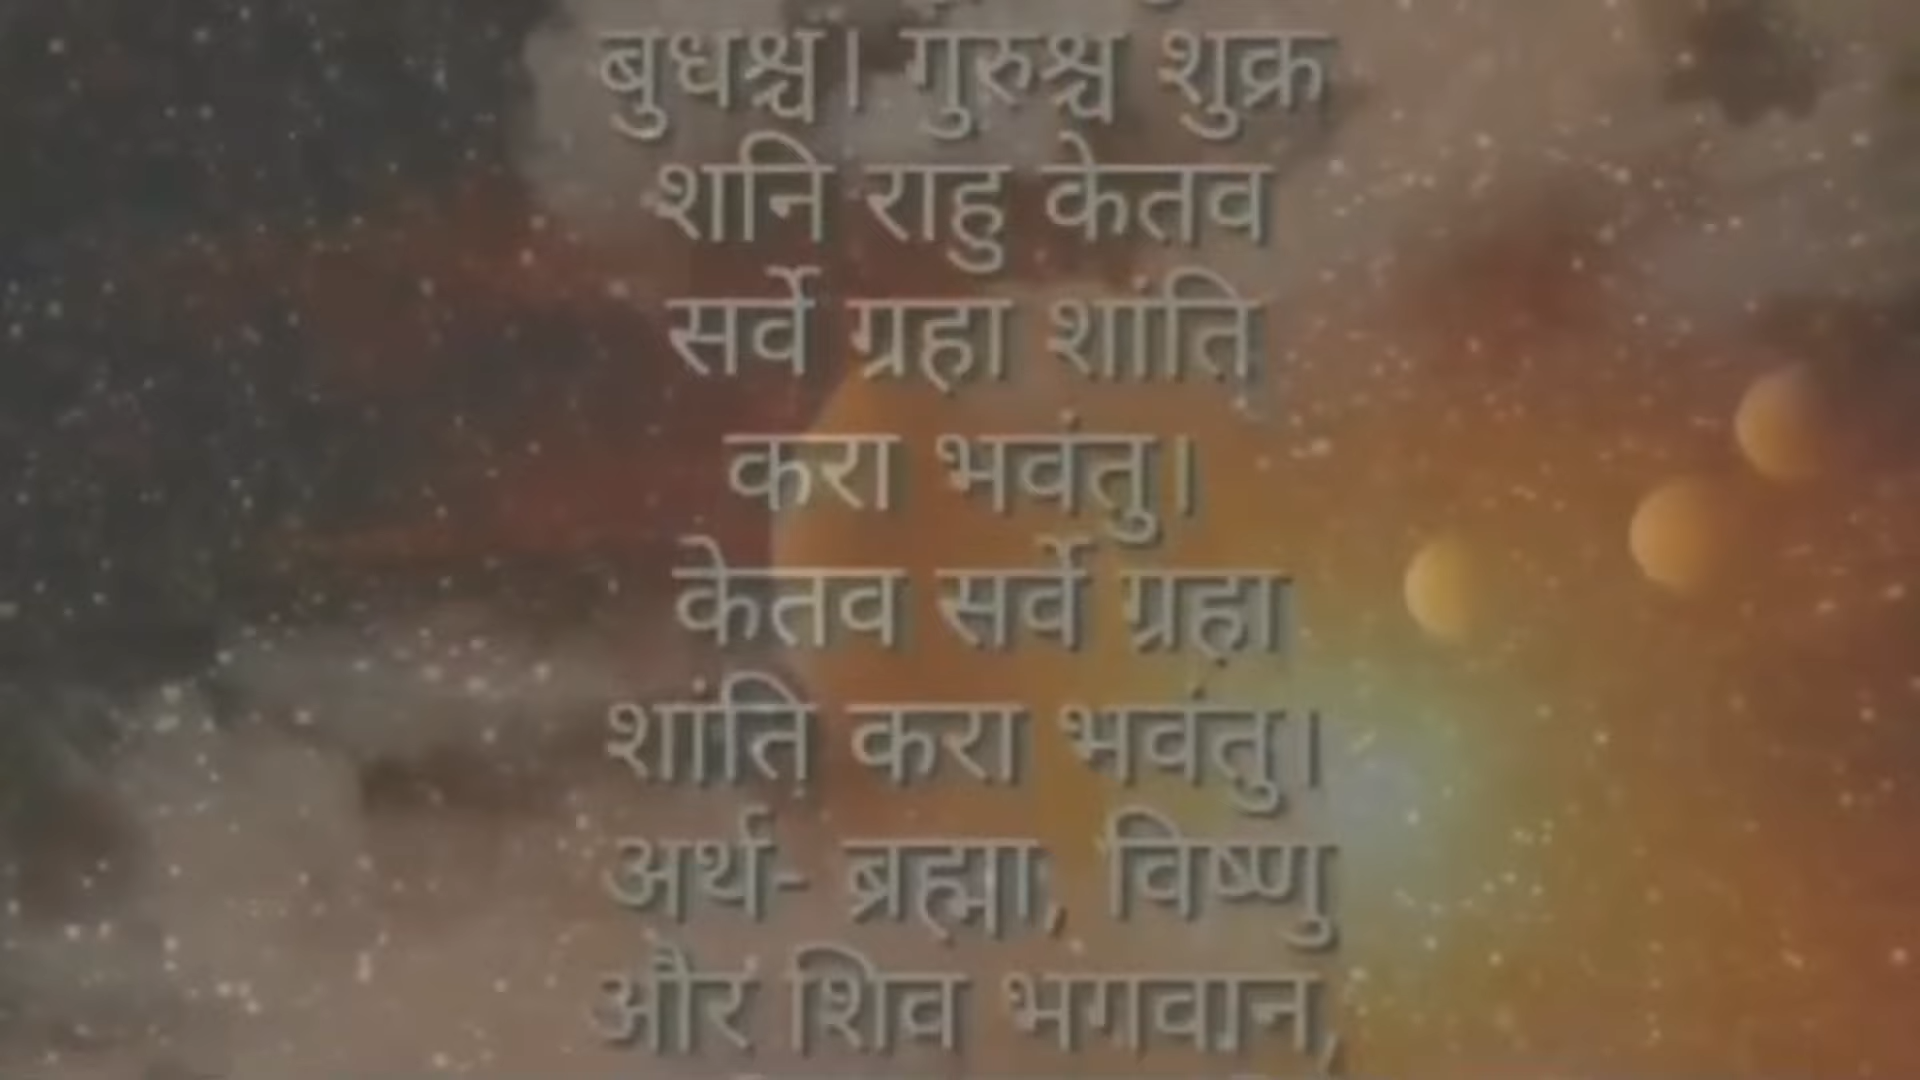 बुधश्च। गुरुश्च शुक्र
शनि राहु केतव
सर्वे ग्रहा शांति
करा भवंतु।
केतव सर्वे ग्रहा
शांति करा भवंतु।
अर्थ- ब्रह्मा, विष्णु
और शिव भगवान,